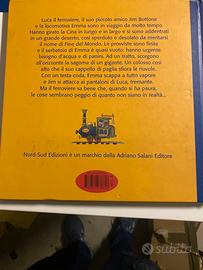 Luca il ferroviere, il suo piccolo amico Jim Bottone
e la locomotiva Emma sono in viaggio da molto tempo.
Hanno girato la Cina in lungo e in largo e si sono addentrati
in un grande deserto, così sperduto e desolato da meritarsi
il nome di Fine del Mondo. Le provviste sono finite
e il serbatoio di Emma è quasi vuoto: hanno urgente
bisogno d'acqua e di panini. Ad un tratto, scorgono
all'orizzonte la sagoma di un gigante. Un colosso così
alto che il suo cappello di paglia sfiora le nuvole.
Con un testa-coda, Emma scappa a tutto vapore
e Jim si attacca ai pantaloni di Luca, tremante.
Ma il ferroviere sa bene che, quando si ha paura,
le cose sembrano peggio di quanto non siano in realtà...
Nord-Sud Edizioni è un marchio della Adriano Salani Editore
subito